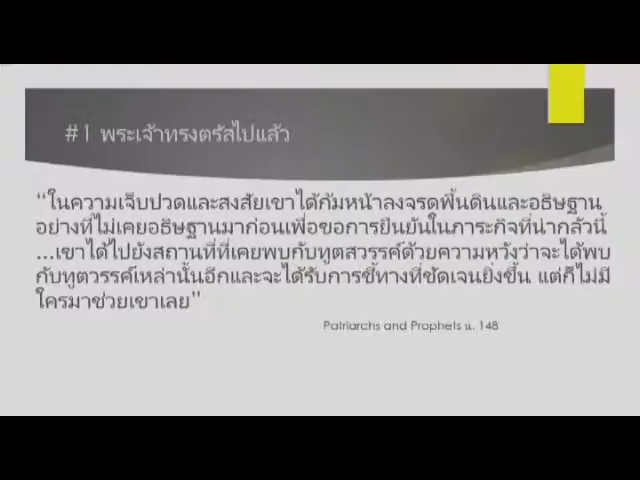 #1 พระเจ้าทรงตรัสไปแล้ว
“ในความเจ็บปวดและสงสัยเขาได้ก้มหน้าลงจรดพื้นดินและอธิษฐาน
อย่างที่ไม่เคยอธิษฐานมาก่อนเพื่อขอการยืนยันในภาระกิจที่น่ากลัวนี้
...เขาได้ไปยังสถานที่ที่เคยพบกับทูตสวรรค์ด้วยความหวังว่าจะได้พบ
กับทูตวรรค์เหล่านั้นอีกและจะได้รับการชี้ทางที่ชัดเจนยิ่งขึ้น แต่ก็ไม่มี
ใครมาช่วยเขาเลย”
Patriarchs and Prophets น. 148